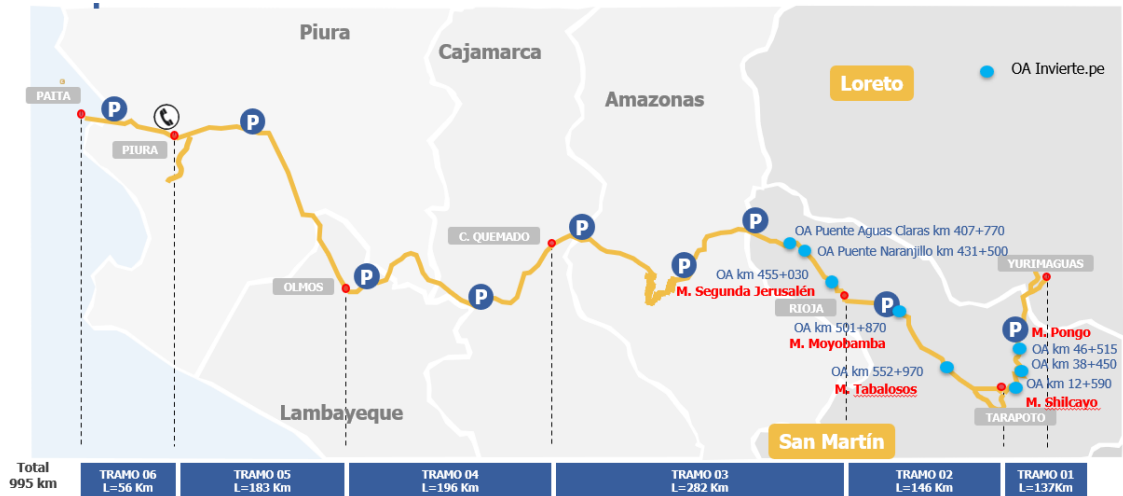 Piura
Cajamarca
Amazonas
Loreto
OA Invierte.pe
PAITA
P
P
PIURA
OLMOS
P
P
C. QUEMADO
P
P
P
OA Puente Aguas Claras km 407+770
OA Puente Naranjillo km 431+500
OA km 455+030
M. Segunda Jerusalén
RIOJA
P
OA km 501+870
M. Moyobamba
OA km 552+970
M. Tabalosos
YURIMAGUAS
P
M. Pongo
OA km 46+515
OA km 38+450
OA km 12+590
M. Shilcayo
TARAPOTO
Lambayeque
San Martín
Total
995 km
TRAMO 06
L=56 Km
TRAMO 05
L=183 Km
TRAMO 04
L=196 Km
TRAMO 03
L=282 Km
TRAMO 02
L=146 Km
TRAMO 01
L=137Km